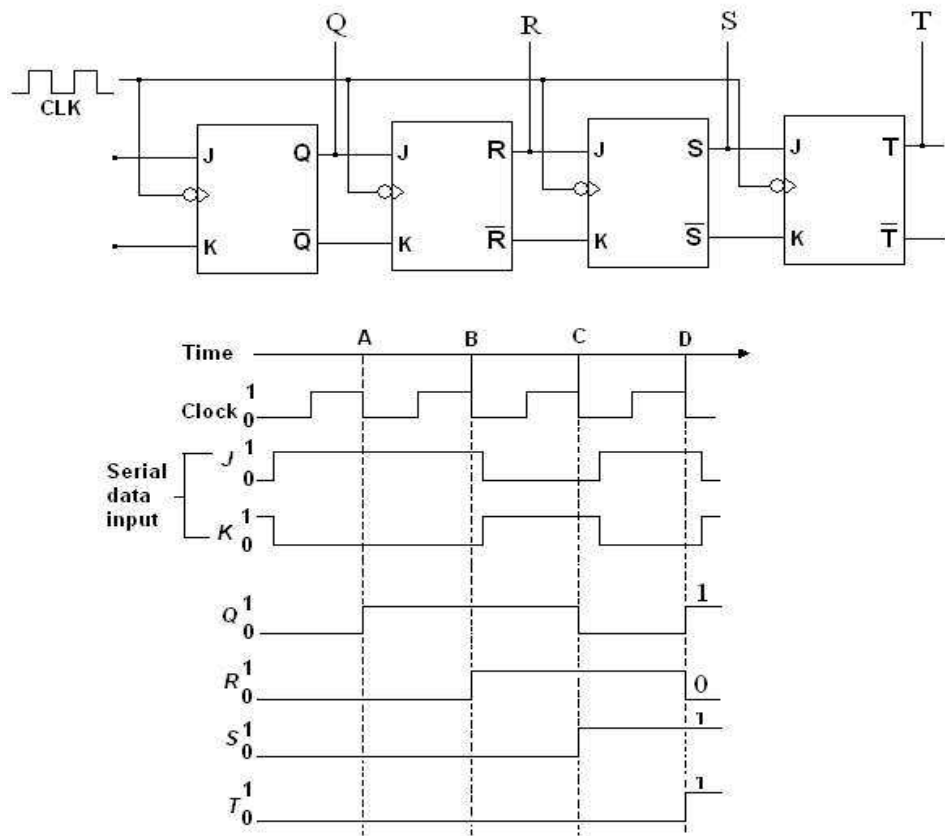 Q R S T
CLK
J Q J R J S J T
K Q̅ K R̅ K S̅ K T̅
A B C D
Time
Clock 1
0
Serial
data
input
J 1
0
K 1
0
Q 1
0
1
R 1
0
0
S 1
0
1
T 1
0
1